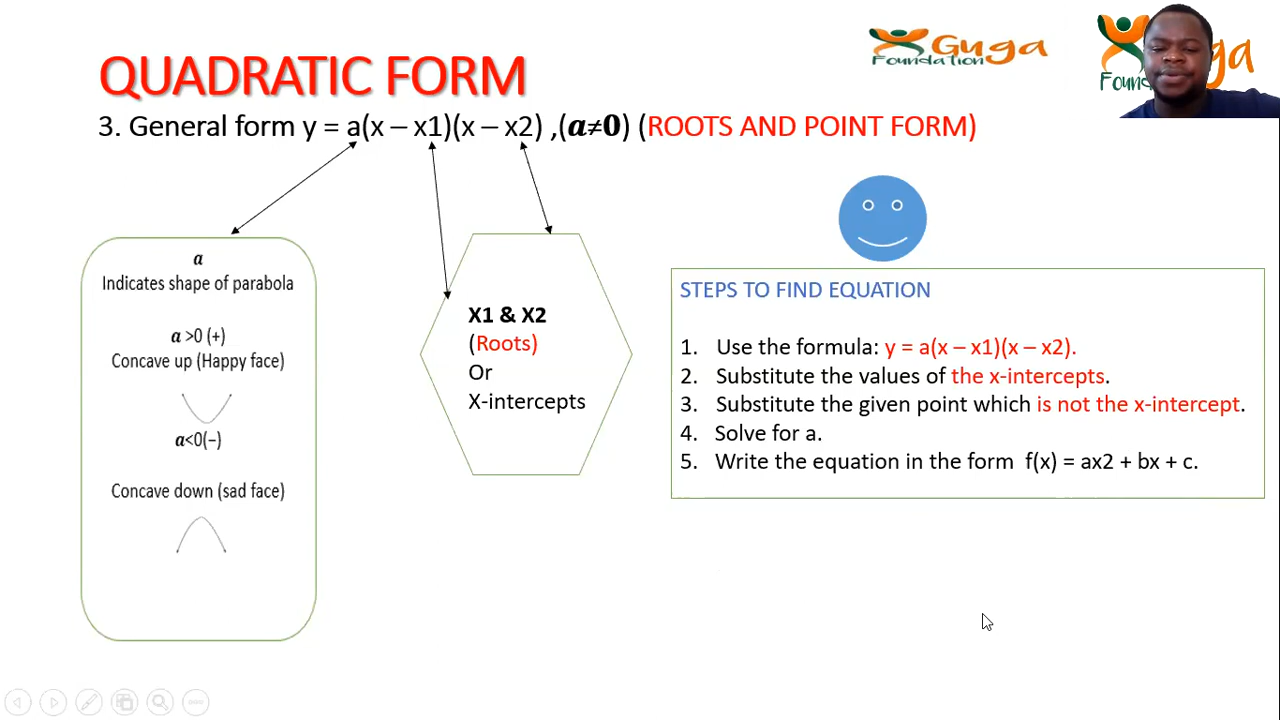 QUADRATIC FORM
Guga
Foundation
3. General form y = a(x – x1)(x – x2) ,(a≠0) (ROOTS AND POINT FORM)
a
Indicates shape of parabola
a >0 (+)
Concave up (Happy face)
a<0(–)
Concave down (sad face)
X1 & X2
(Roots)
Or
X-intercepts
STEPS TO FIND EQUATION
1. Use the formula: y = a(x – x1)(x – x2).
2. Substitute the values of the x-intercepts.
3. Substitute the given point which is not the x-intercept.
4. Solve for a.
5. Write the equation in the form f(x) = ax2 + bx + c.